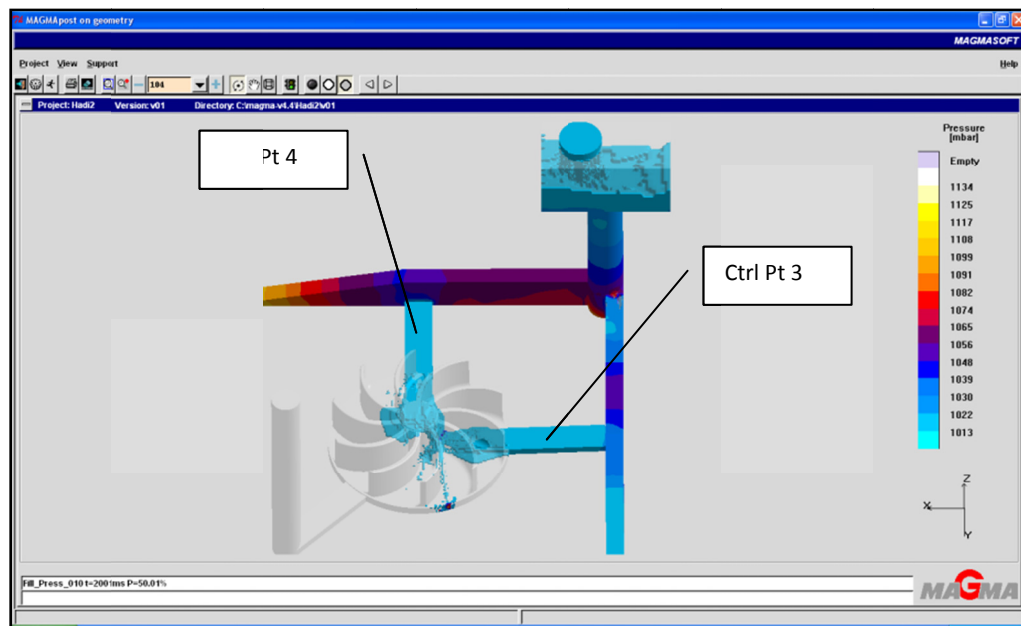 MAGMApost on geometry
MAGMASOFT
Project View Support Help
104
Project: Hadi2 Version: v01 Directory: C:\magma-v4.4\Hadi2\v01
Pt 4
Ctrl Pt 3
Pressure
[mbar]
Empty
1134
1125
1117
1108
1099
1091
1082
1074
1065
1056
1048
1039
1030
1022
1013
Z
X
Y
Fill_Press_010 t=2001ms P=50.01%
MAGMA